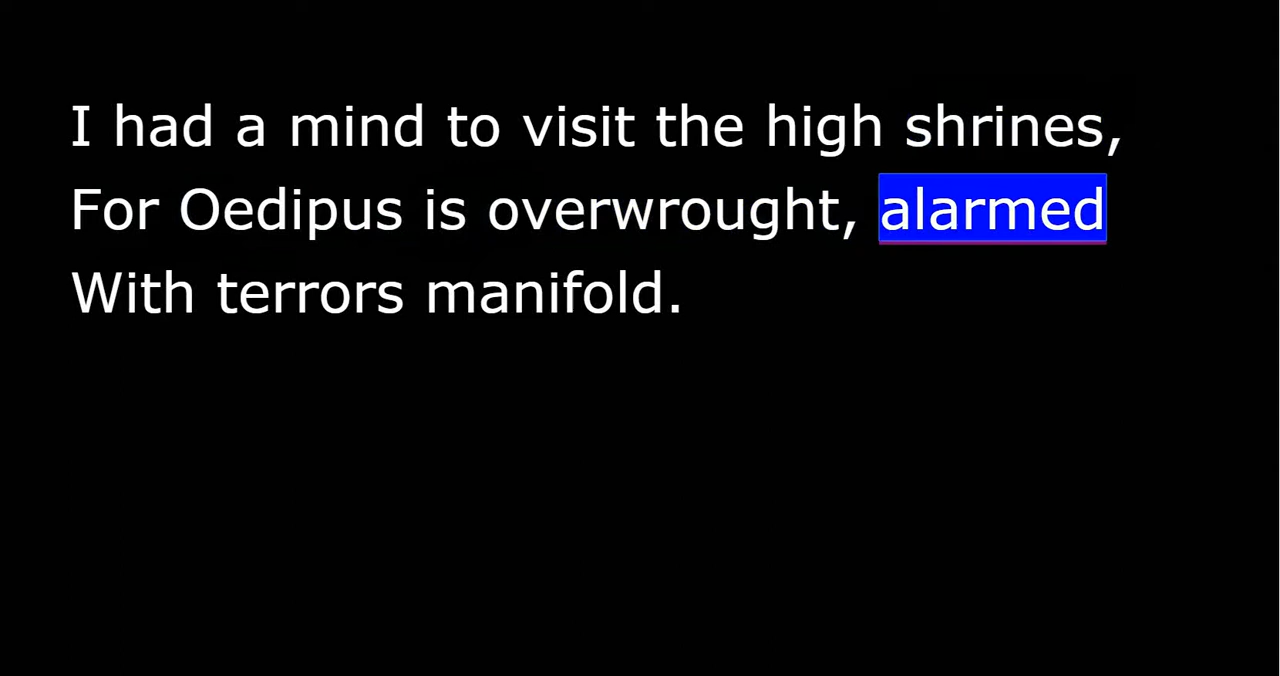 I had a mind to visit the high shrines,
For Oedipus is overwrought, alarmed
With terrors manifold.